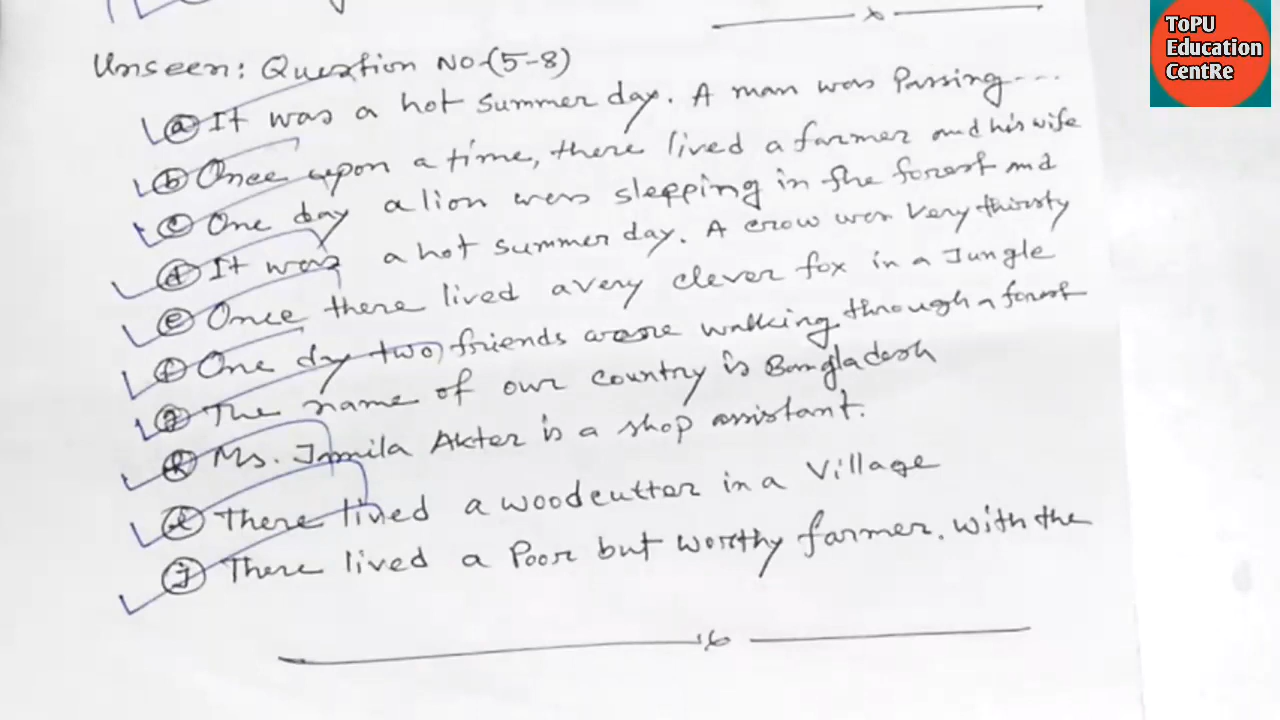 ToPU
Education
CentRe
Unseen: Question No-(5-8)
(a) It was a hot summer day. A man was Passing....
(b) Once upon a time, there lived a farmer and his wife
(c) One day a lion was sleeping in the forest and
(d) It was a hot summer day. A crow was very thirsty
(e) Once there lived a very clever fox in a Jungle
(f) One day two friends were walking through a forest
(g) The name of our country is Bangladesh
(h) Ms. Jamila Akter is a shop assistant.
(i) There lived a woodcutter in a Village
(j) There lived a Poor but worthy farmer. with the